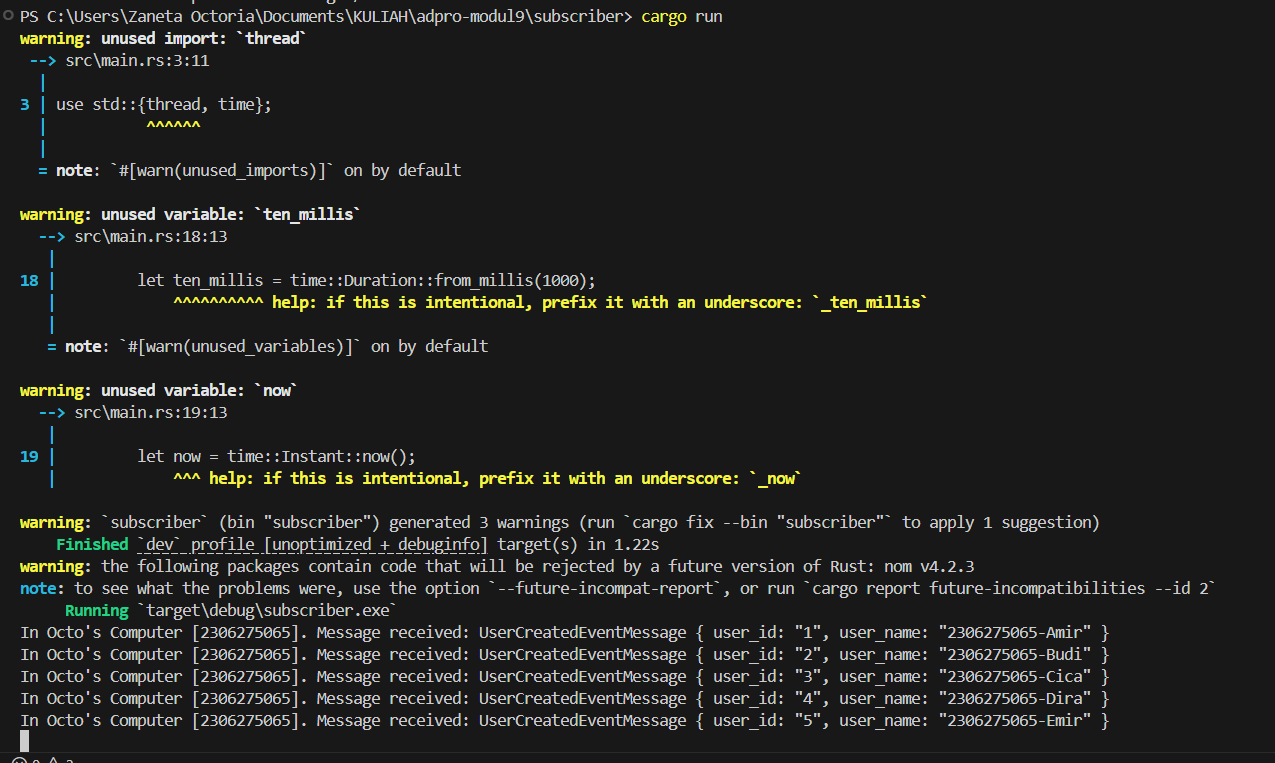 PS C:\Users\Zaneta Octoria\Documents\KULIAH\adpro-modul9\subscriber> cargo run
warning: unused import: `thread`
 --> src\main.rs:3:11
  |
3 | use std::{thread, time};
  |           ^^^^^^
  |
  = note: `#[warn(unused_imports)]` on by default

warning: unused variable: `ten_millis`
  --> src\main.rs:18:13
   |
18 |         let ten_millis = time::Duration::from_millis(1000);
   |             ^^^^^^^^^^ help: if this is intentional, prefix it with an underscore: `_ten_millis`
   |
   = note: `#[warn(unused_variables)]` on by default

warning: unused variable: `now`
  --> src\main.rs:19:13
   |
19 |         let now = time::Instant::now();
   |             ^^^ help: if this is intentional, prefix it with an underscore: `_now`

warning: `subscriber` (bin "subscriber") generated 3 warnings (run `cargo fix --bin "subscriber"` to apply 1 suggestion)
    Finished `dev` profile [unoptimized + debuginfo] target(s) in 1.22s
warning: the following packages contain code that will be rejected by a future version of Rust: nom v4.2.3
note: to see what the problems were, use the option `--future-incompat-report`, or run `cargo report future-incompatibilities --id 2`
     Running `target\debug\subscriber.exe`
In Octo's Computer [2306275065]. Message received: UserCreatedEventMessage { user_id: "1", user_name: "2306275065-Amir" }
In Octo's Computer [2306275065]. Message received: UserCreatedEventMessage { user_id: "2", user_name: "2306275065-Budi" }
In Octo's Computer [2306275065]. Message received: UserCreatedEventMessage { user_id: "3", user_name: "2306275065-Cica" }
In Octo's Computer [2306275065]. Message received: UserCreatedEventMessage { user_id: "4", user_name: "2306275065-Dira" }
In Octo's Computer [2306275065]. Message received: UserCreatedEventMessage { user_id: "5", user_name: "2306275065-Emir" }